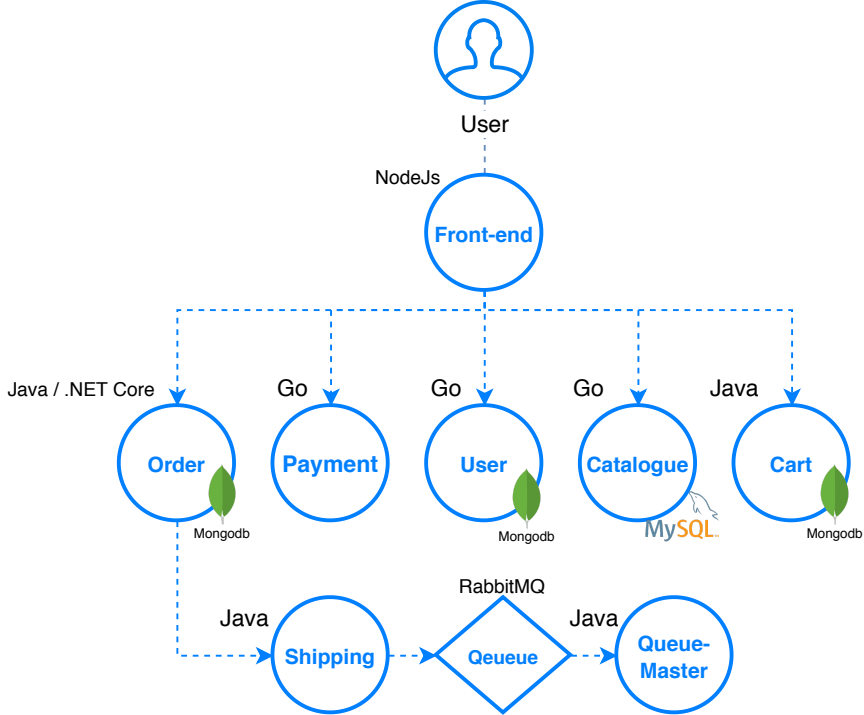 User
NodeJs
Front-end
Java / .NET Core
Go
Go
Go
Java
Order
Payment
User
Catalogue
Cart
Mongodb
Mongodb
MySQL
Mongodb
RabbitMQ
Java
Java
Shipping
Qeueue
Queue-
Master